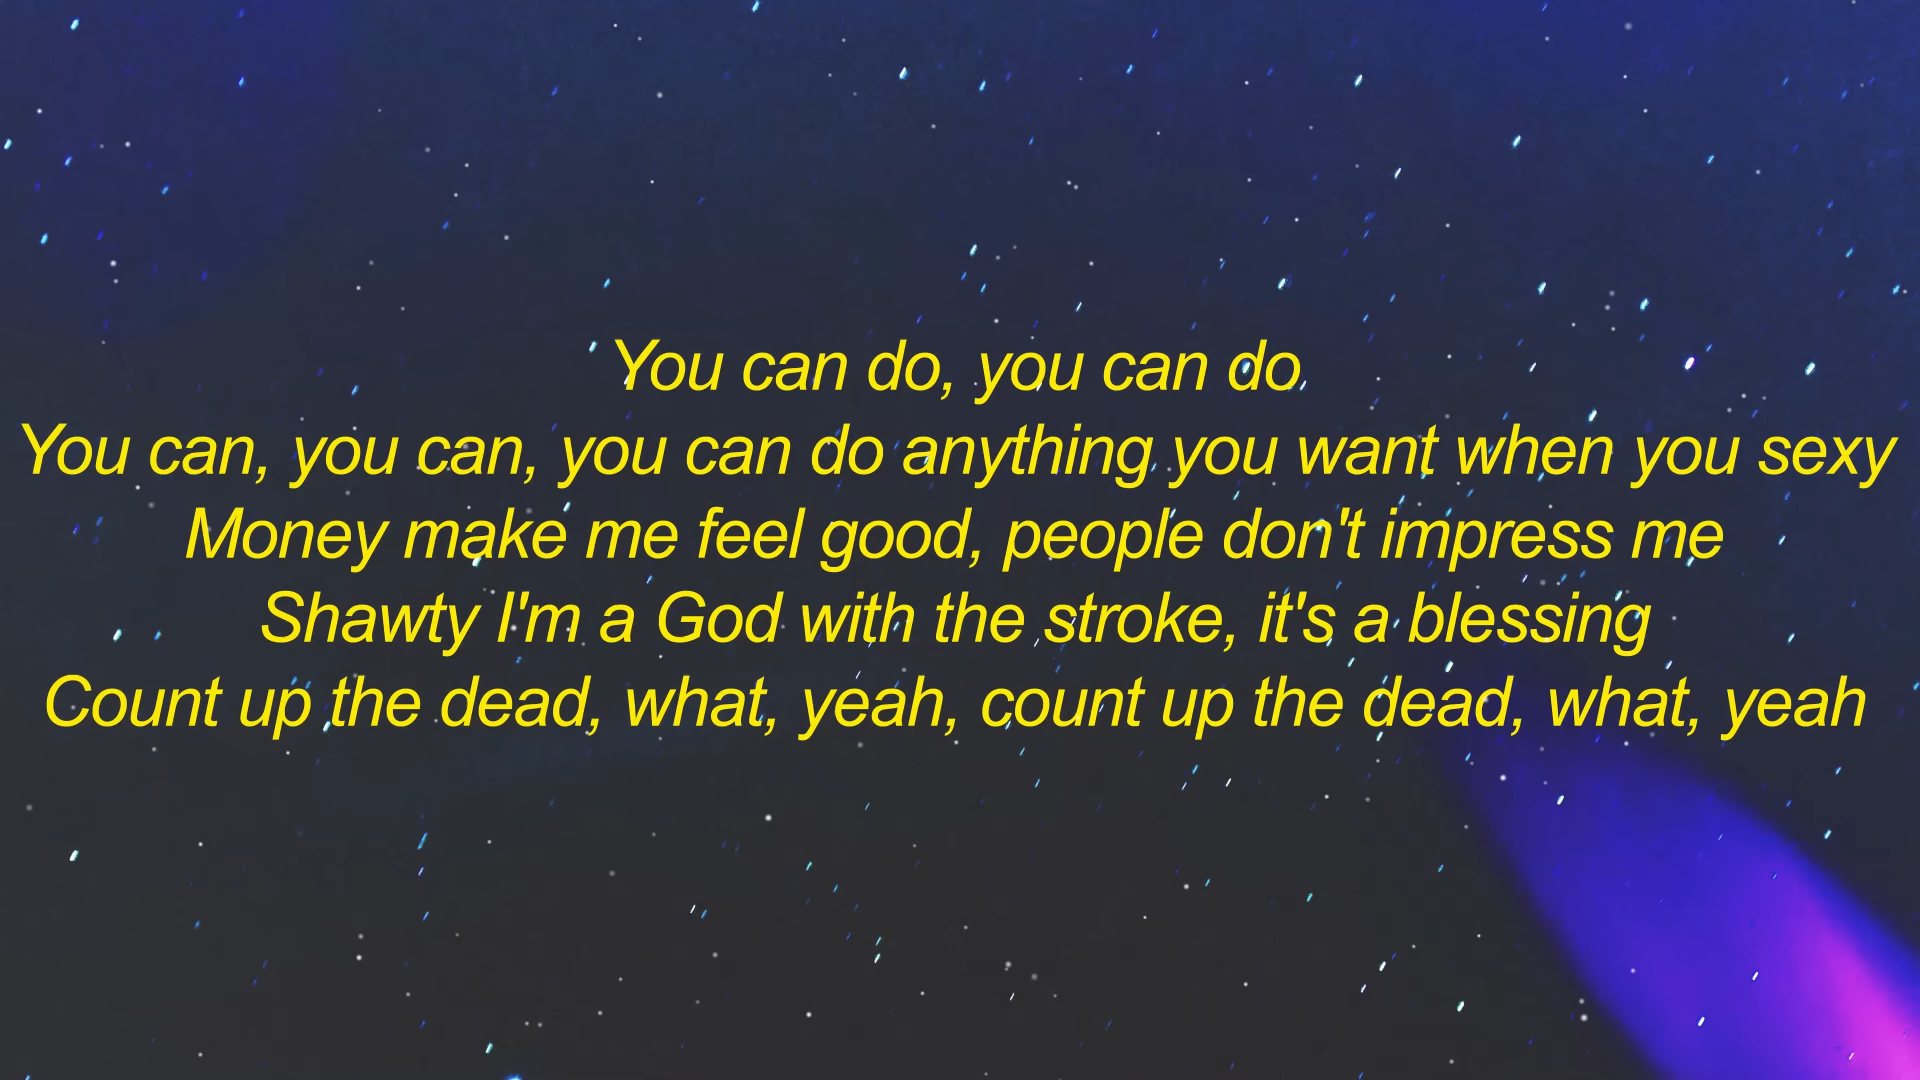 You can do, you can do
You can, you can, you can do anything you want when you sexy
Money make me feel good, people don't impress me
Shawty I'm a God with the stroke, it's a blessing
Count up the dead, what, yeah, count up the dead, what, yeah